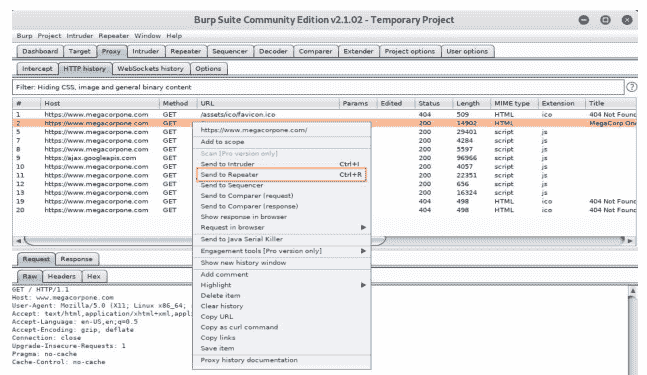 Burp Suite Community Edition v2.1.02 - Temporary Project
Burp Project Intruder Repeater Window Help
Dashboard Target Proxy Intruder Repeater Sequencer Decoder Comparer Extender Project options User options
Intercept HTTP history WebSockets history Options
Filter: Hiding CSS, image and general binary content
# Host Method URL Params Edited Status Length MIME type Extension Title
1 https://www.megacorpone.com GET /assets/ico/favicon.ico 404 509 HTML ico 404 Not Found
2 https://www.megacorpone.com GET 200 14902 HTML MegaCorp One
5 https://www.megacorpone.com GET 200 29401 script js
7 https://www.megacorpone.com GET 200 4284 script js
8 https://www.megacorpone.com GET 200 5597 script js
9 https://ajax.googleapis.com GET 200 96966 script js
10 https://www.megacorpone.com GET 200 4057 script js
11 https://www.megacorpone.com GET 200 22351 script js
12 https://www.megacorpone.com GET 200 656 script js
13 https://www.megacorpone.com GET 200 16324 script js
19 https://www.megacorpone.com GET 404 498 HTML ico 404 Not Found
20 https://www.megacorpone.com GET 404 498 HTML ico 404 Not Found
https://www.megacorpone.com/
Add to scope
Scan [Pro version only]
Send to Intruder Ctrl+I
Send to Repeater Ctrl+R
Send to Sequencer
Send to Comparer (request)
Send to Comparer (response)
Show response in browser
Request in browser
Send to Java Serial Killer
Engagement tools [Pro version only]
Show new history window
Add comment
Highlight
Delete item
Clear history
Copy URL
Copy as curl command
Copy links
Save item
Proxy history documentation
Request Response
Raw Headers Hex
GET / HTTP/1.1
Host: www.megacorpone.com
User-Agent: Mozilla/5.0 (X11; Linux x86_64;
Accept: text/html,application/xhtml+xml,appl
Accept-Language: en-US,en;q=0.5
Accept-Encoding: gzip, deflate
Connection: close
Upgrade-Insecure-Requests: 1
Pragma: no-cache
Cache-Control: no-cache